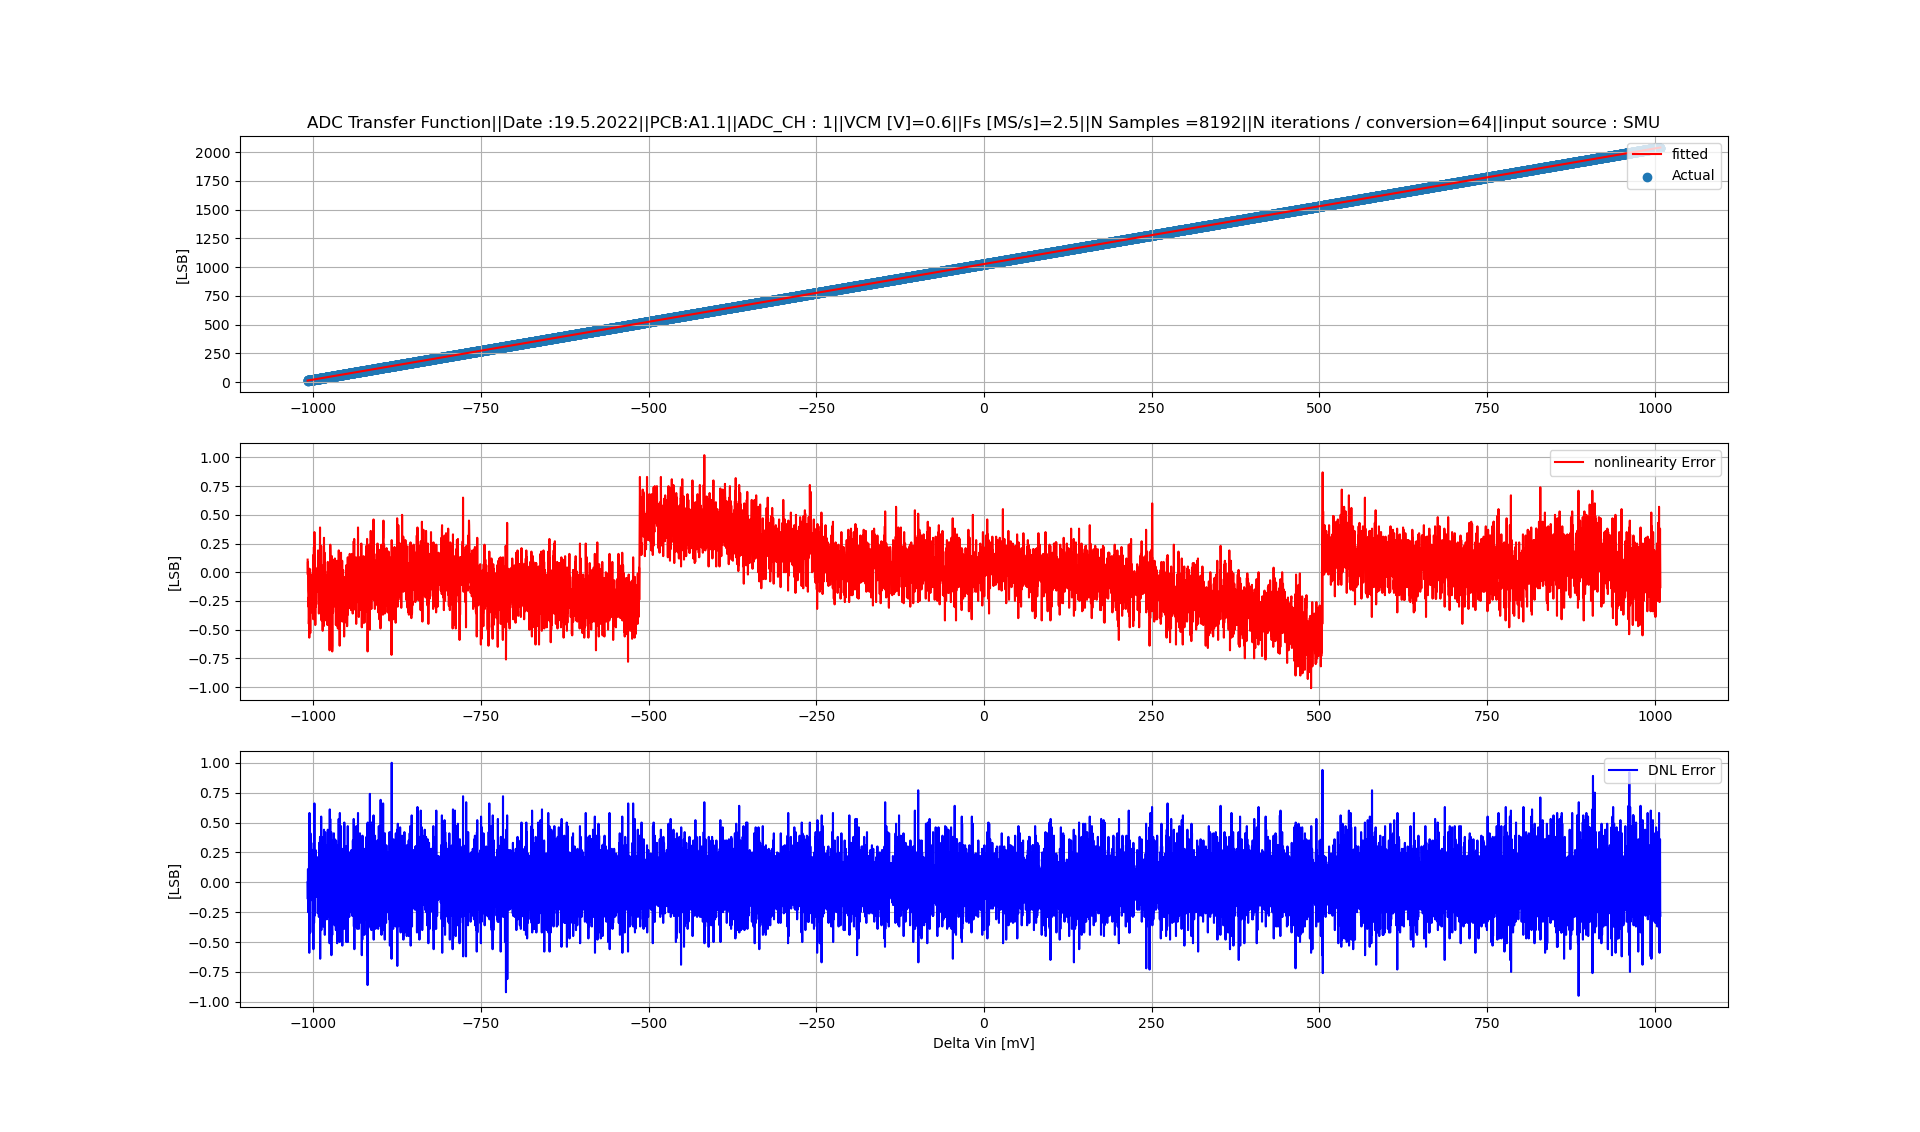 ADC Transfer Function||Date :19.5.2022||PCB:A1.1||ADC_CH : 1||VCM [V]=0.6||Fs [MS/s]=2.5||N Samples =8192||N iterations / conversion=64||input source : SMU
[LSB]
2000
1750
1500
1250
1000
750
500
250
0
fitted
Actual
−1000 −750 −500 −250 0 250 500 750 1000
[LSB]
1.00
0.75
0.50
0.25
0.00
−0.25
−0.50
−0.75
−1.00
nonlinearity Error
−1000 −750 −500 −250 0 250 500 750 1000
[LSB]
1.00
0.75
0.50
0.25
0.00
−0.25
−0.50
−0.75
−1.00
DNL Error
−1000 −750 −500 −250 0 250 500 750 1000
Delta Vin [mV]